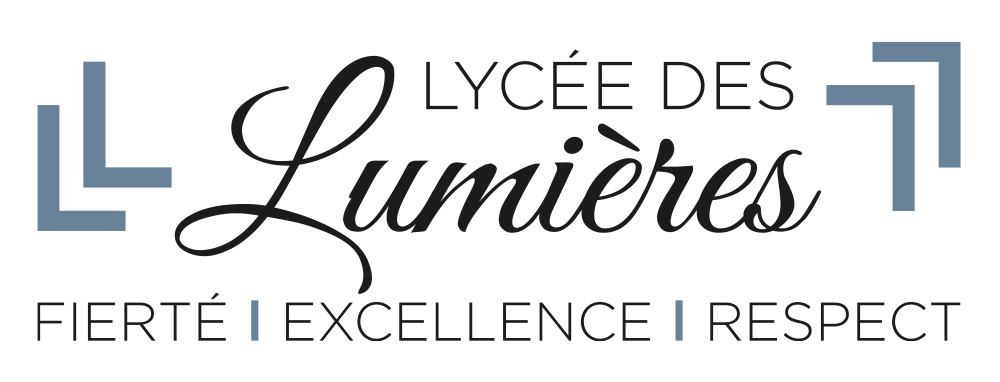 LYCÉE DES
Lumières
FIERTÉ | EXCELLENCE | RESPECT